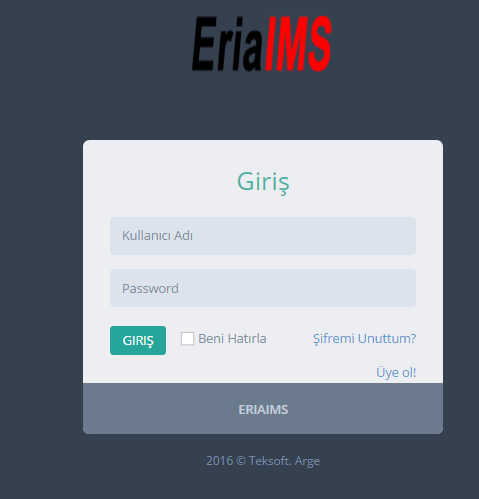 EriaIMS
Giriş
Kullanıcı Adı
Password
GIRIŞ Beni Hatırla Şifremi Unuttum?
Üye ol!
ERIAIMS
2016 © Teksoft. Arge